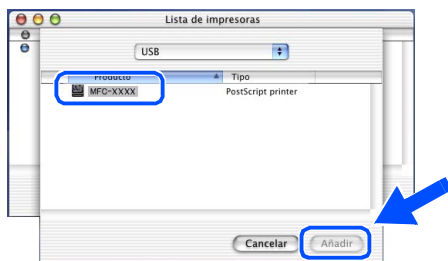 Lista de impresoras
USB
Producto Tipo
MFC-XXXX PostScript printer
Cancelar Añadir